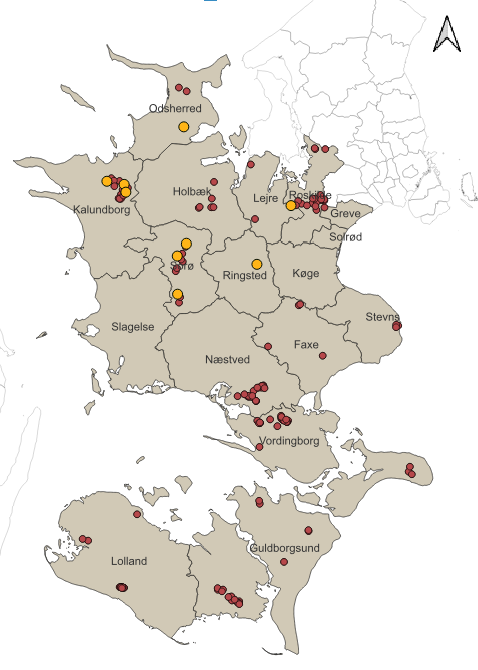 Odsherred
Holbæk
Lejre
Roskilde
Kalundborg
Greve
Solrød
Sorø
Ringsted
Køge
Stevns
Slagelse
Faxe
Næstved
Vordingborg
Guldborgsund
Lolland